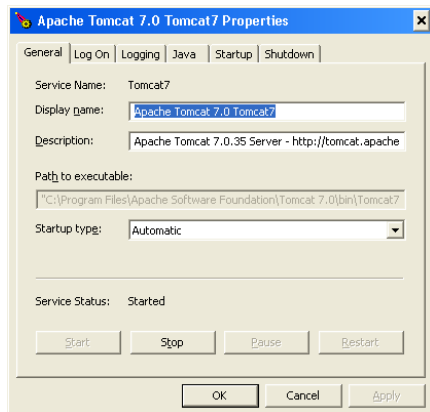 Apache Tomcat 7.0 Tomcat7 Properties
General Log On Logging Java Startup Shutdown
Service Name: Tomcat7
Display name: Apache Tomcat 7.0 Tomcat7
Description: Apache Tomcat 7.0.35 Server - http://tomcat.apache
Path to executable:
"C:\Program Files\Apache Software Foundation\Tomcat 7.0\bin\Tomcat7
Startup type: Automatic
Service Status: Started
Start Stop Pause Restart
OK Cancel Apply